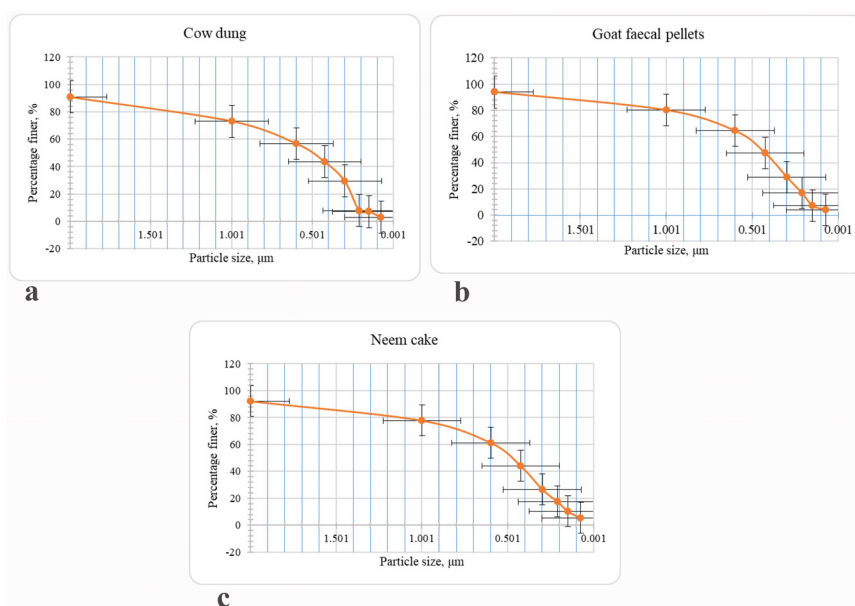 Cow dung
120
100
80
60
40
20
0
-20
1.501 1.001 0.501 0.001
Percentage finer, %
Particle size, µm
a
Goat faecal pellets
120
100
80
60
40
20
0
-20
1.501 1.001 0.501 0.001
Percentage finer, %
Particle size, µm
b
Neem cake
120
100
80
60
40
20
0
-20
1.501 1.001 0.501 0.001
Percentage finer, %
Particle size, µm
c